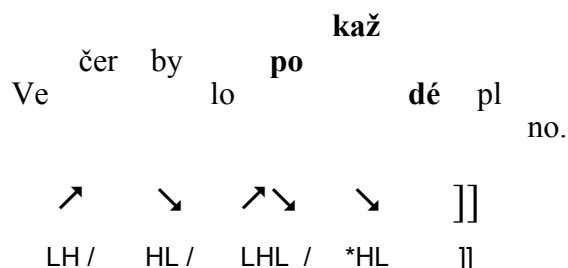 kaž
čer by po
Ve lo dé pl
no.
↗ ↘ ↗↘ ↘ ]]
LH / HL / LHL / *HL ]]